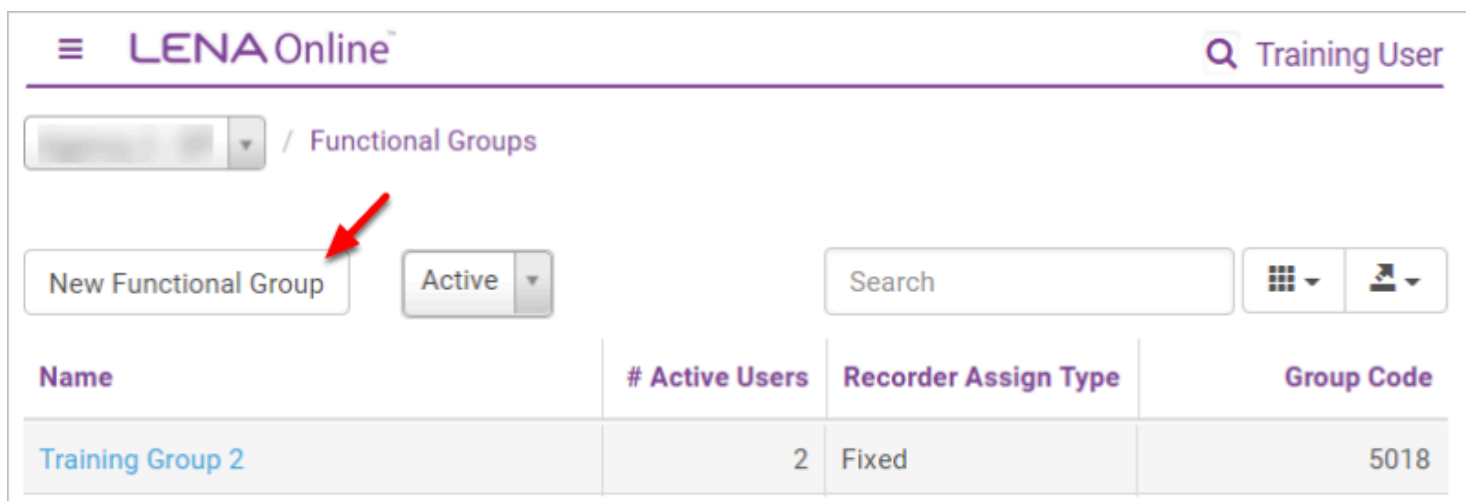 LENA Online™
Training User
/ Functional Groups
New Functional Group
Active
Search
Name # Active Users Recorder Assign Type Group Code
Training Group 2 2 Fixed 5018